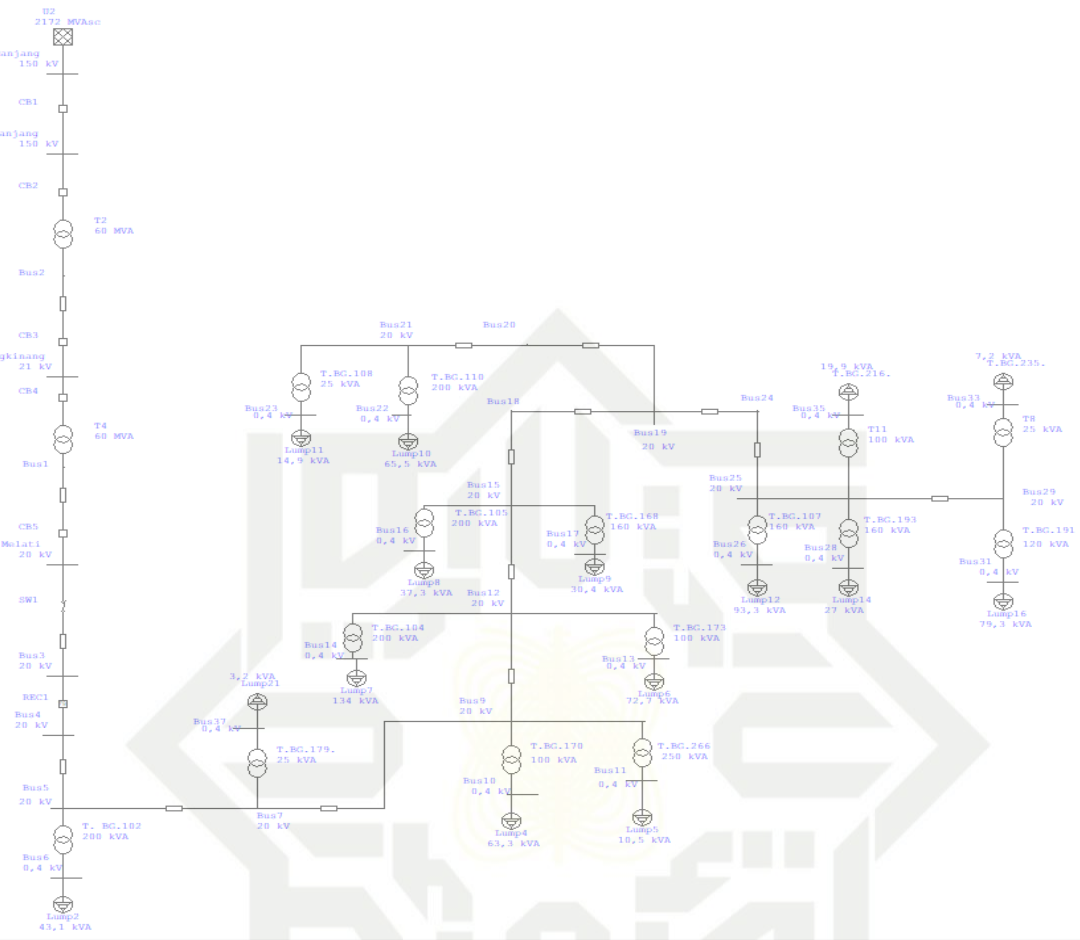 U2
2172 MVAsc
anjang
150 kV
CB1
anjang
150 kV
CB2
T2
60 MVA
Bus2
CB3
gkinang
21 kV
CB4
T4
60 MVA
Bus1
CB5
Melati
20 kV
SW1
Bus3
20 kV
REC1
Bus4
20 kV
Bus5
20 kV
T. BG.102
200 kVA
Bus6
0,4 kV
Lump2
43,1 kVA
3,2 kVA
Lump21
Bus37
0,4 kV
T.BG.179.
25 kVA
Bus7
20 kV
Bus21
20 kV
Bus20
T.BG.108
25 kVA
Bus23
0,4 kV
Lump11
14,9 kVA
T.BG.110
200 kVA
Bus22
0,4 kV
Lump10
65,5 kVA
Bus18
Bus19
20 kV
Bus24
Bus15
20 kV
T.BG.105
200 kVA
Bus16
0,4 kV
Lump8
37,3 kVA
T.BG.168
160 kVA
Bus17
0,4 kV
Lump9
30,4 kVA
Bus12
20 kV
T.BG.104
200 kVA
Bus14
0,4 kV
Lump7
134 kVA
T.BG.173
100 kVA
Bus13
0,4 kV
Lump6
72,7 kVA
Bus9
20 kV
T.BG.170
100 kVA
Bus10
0,4 kV
Lump4
63,3 kVA
T.BG.266
250 kVA
Bus11
0,4 kV
Lump5
10,5 kVA
19,9 kVA
T.BG.216.
Bus35
0,4 kV
T11
100 kVA
7,2 kVA
T.BG.235.
Bus33
0,4 kV
T8
25 kVA
Bus25
20 kV
Bus29
20 kV
T.BG.107
160 kVA
Bus26
0,4 kV
Lump12
93,3 kVA
T.BG.193
160 kVA
Bus28
0,4 kV
Lump14
27 kVA
T.BG.191
120 kVA
Bus31
0,4 kV
Lump16
79,3 kVA